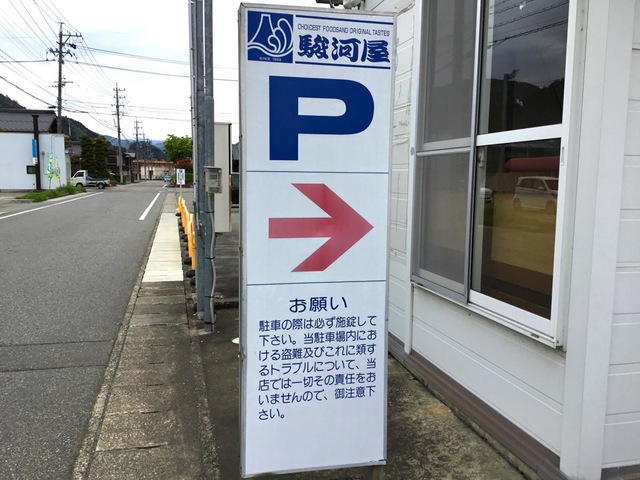 CHOICEST FOODS AND ORIGINAL TASTES
駿河屋
P
お願い
駐車の際は必ず施錠して
下さい。当駐車場内にお
ける盗難及びこれに類す
るトラブルについて、当
店では一切その責任をお
いませんので、御注意下
さい。